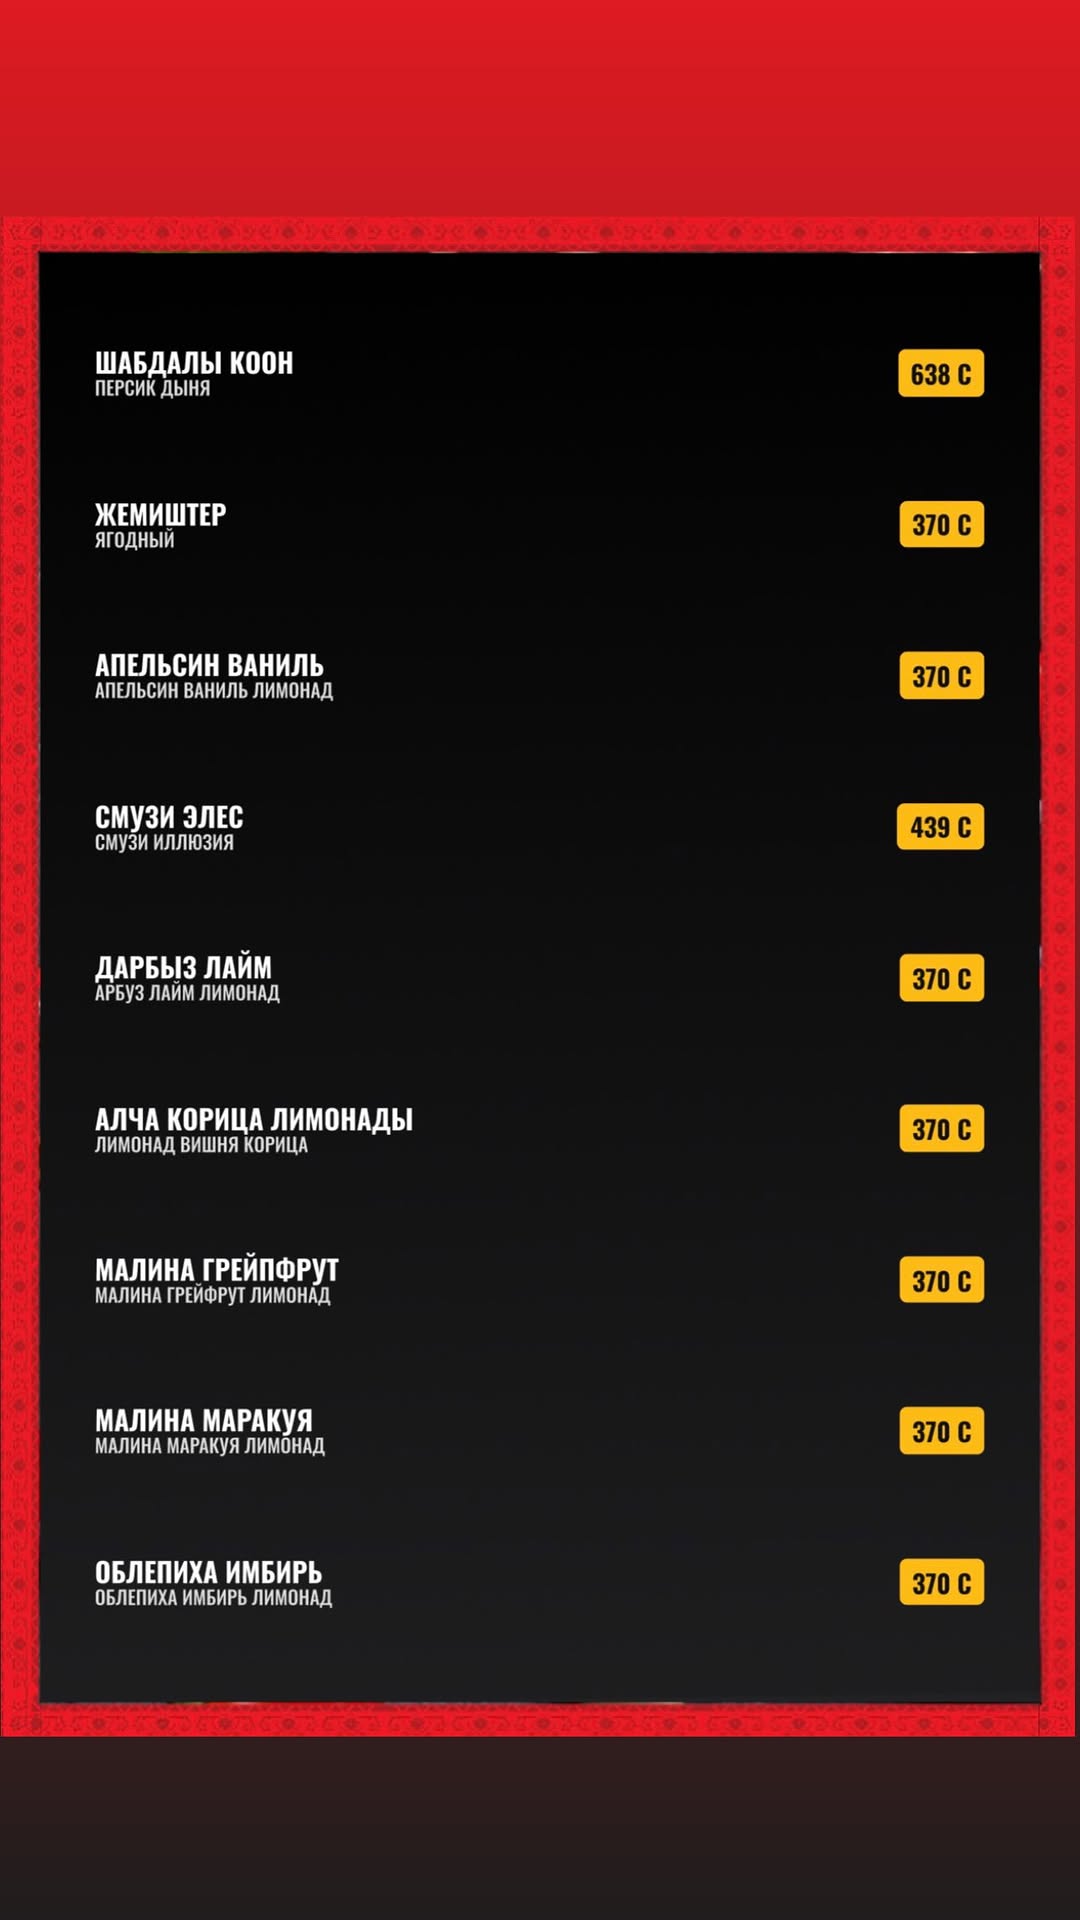 ШАБДАЛЫ КООН
638 С
ПЕРСИК ДЫНЯ
ЖЕМИШТЕР
370 С
ЯГОДНЫЙ
АПЕЛЬСИН ВАНИЛЬ
370 С
АПЕЛЬСИН ВАНИЛЬ ЛИМОНАД
СМУЗИ ЭЛЕС
439 С
СМУЗИ ИЛЛЮЗИЯ
ДАРБЫЗ ЛАЙМ
370 С
АРБУЗ ЛАЙМ ЛИМОНАД
АЛЧА КОРИЦА ЛИМОНАДЫ
370 С
ЛИМОНАД ВИШНЯ КОРИЦА
МАЛИНА ГРЕЙПФРУТ
370 С
МАЛИНА ГРЕЙФРУТ ЛИМОНАД
МАЛИНА МАРАКУЯ
370 С
МАЛИНА МАРАКУЯ ЛИМОНАД
ОБЛЕПИХА ИМБИРЬ
370 С
ОБЛЕПИХА ИМБИРЬ ЛИМОНАД